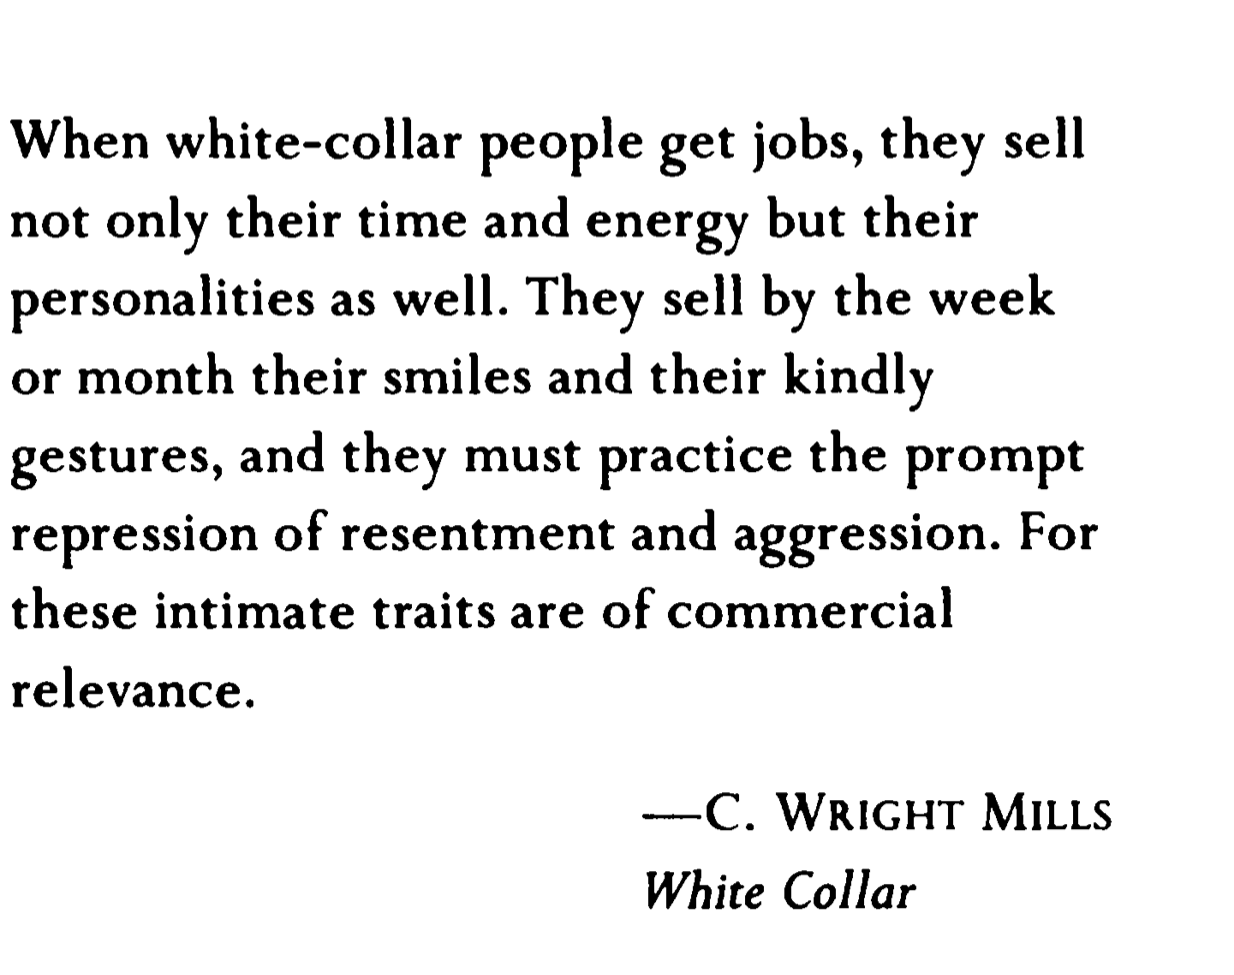 When white-collar people get jobs, they sell
not only their time and energy but their
personalities as well. They sell by the week
or month their smiles and their kindly
gestures, and they must practice the prompt
repression of resentment and aggression. For
these intimate traits are of commercial
relevance.
—C. WRIGHT MILLS
White Collar